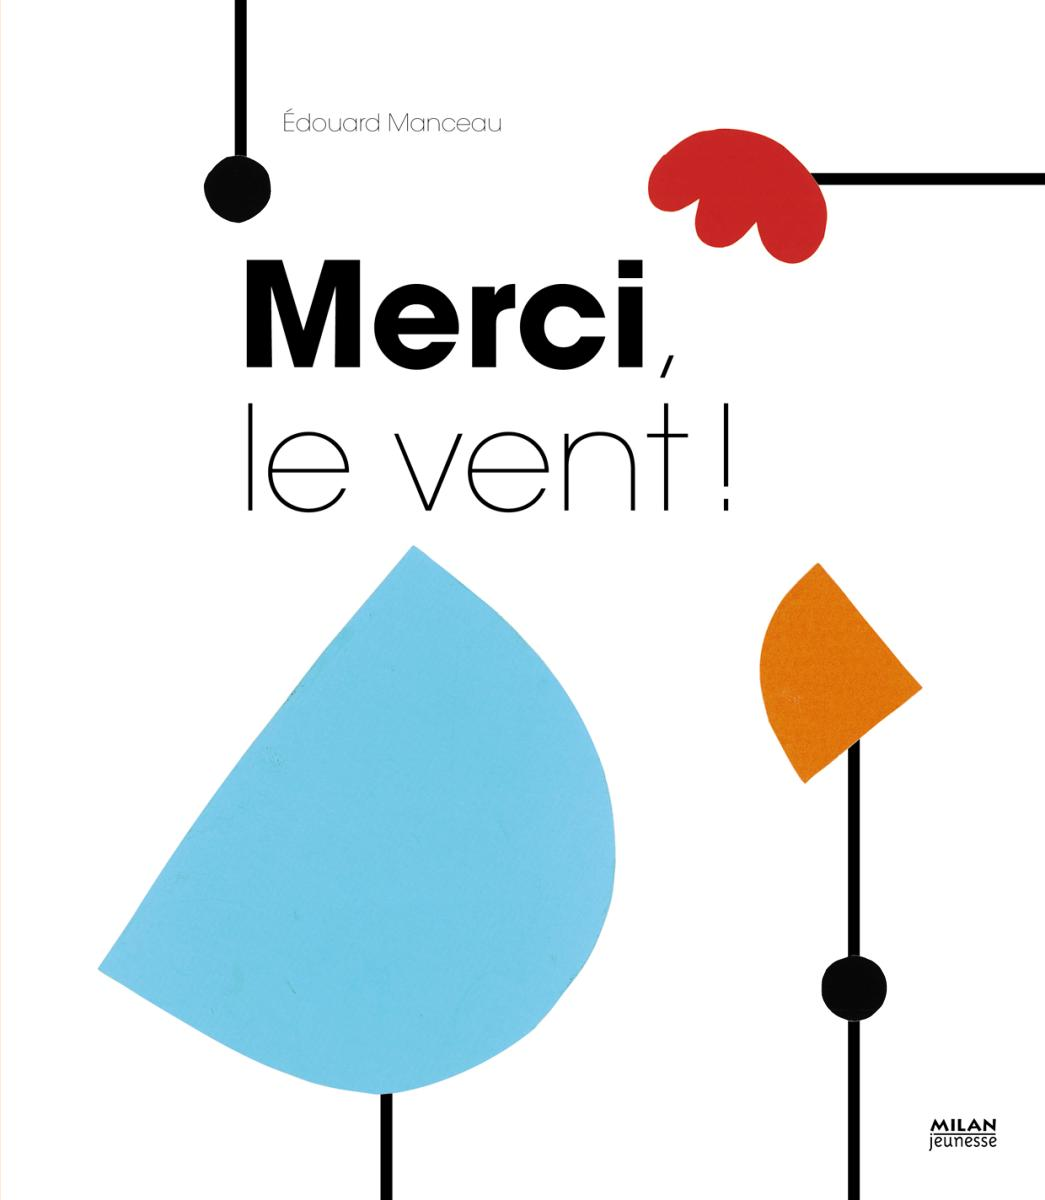 Édouard Manceau
Merci,
le vent !
MILAN
jeunesse